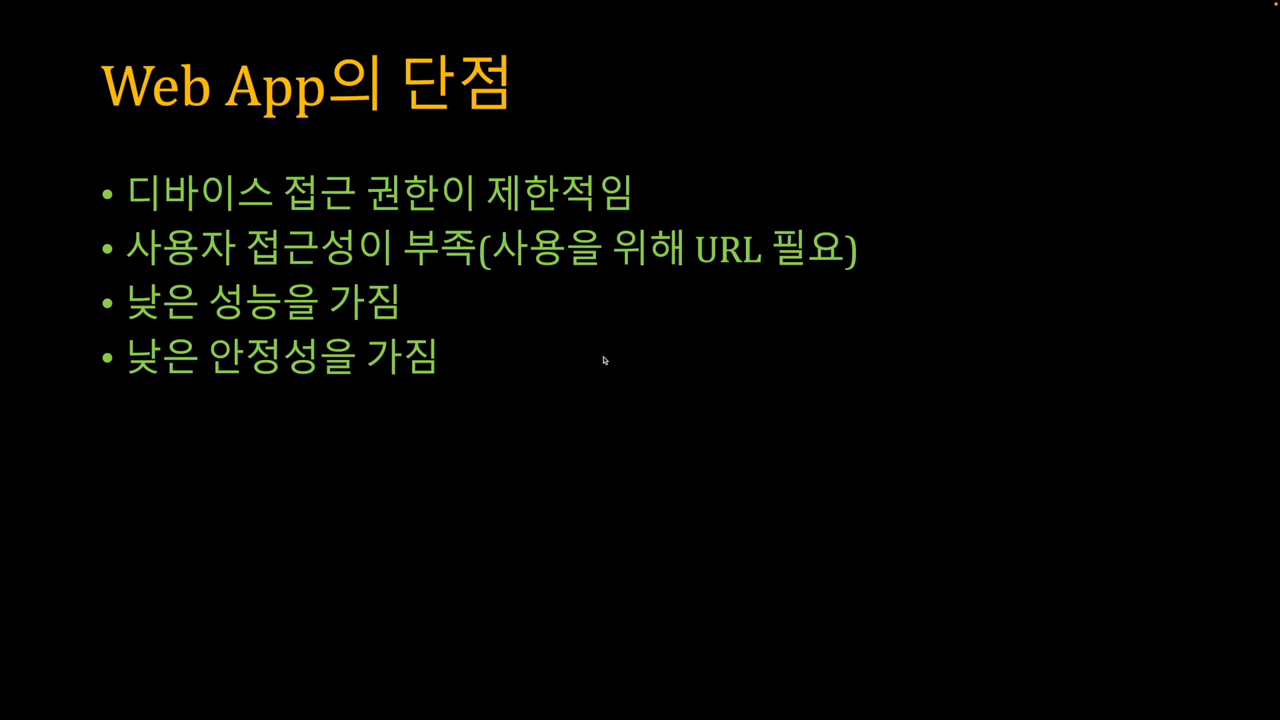 Web App의 단점
• 디바이스 접근 권한이 제한적임
• 사용자 접근성이 부족(사용을 위해 URL 필요)
• 낮은 성능을 가짐
• 낮은 안정성을 가짐